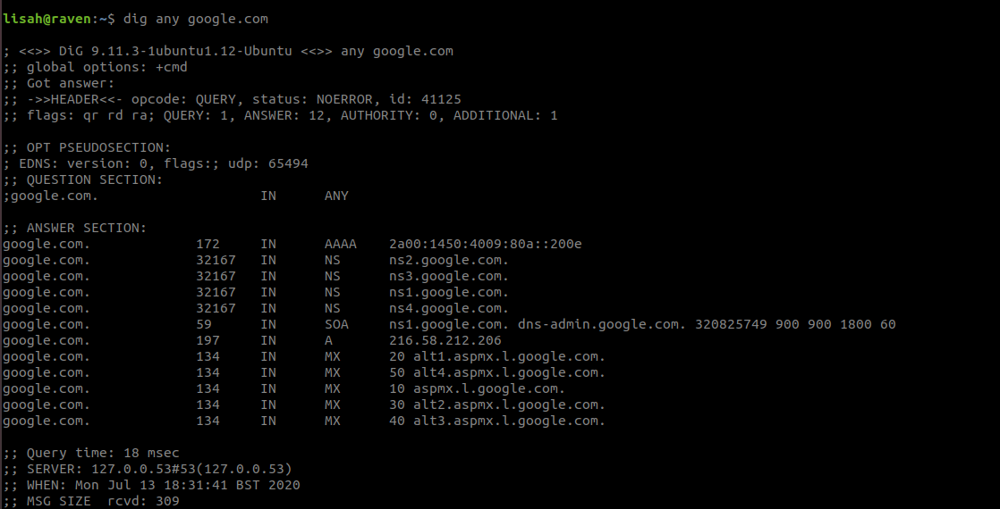 lisah@raven:~$ dig any google.com

; <<>> DiG 9.11.3-1ubuntu1.12-Ubuntu <<>> any google.com
;; global options: +cmd
;; Got answer:
;; ->>HEADER<<- opcode: QUERY, status: NOERROR, id: 41125
;; flags: qr rd ra; QUERY: 1, ANSWER: 12, AUTHORITY: 0, ADDITIONAL: 1

;; OPT PSEUDOSECTION:
; EDNS: version: 0, flags:; udp: 65494
;; QUESTION SECTION:
;google.com.                    IN      ANY

;; ANSWER SECTION:
google.com.             172     IN      AAAA    2a00:1450:4009:80a::200e
google.com.             32167   IN      NS      ns2.google.com.
google.com.             32167   IN      NS      ns3.google.com.
google.com.             32167   IN      NS      ns1.google.com.
google.com.             32167   IN      NS      ns4.google.com.
google.com.             59      IN      SOA     ns1.google.com. dns-admin.google.com. 320825749 900 900 1800 60
google.com.             197     IN      A       216.58.212.206
google.com.             134     IN      MX      20 alt1.aspmx.l.google.com.
google.com.             134     IN      MX      50 alt4.aspmx.l.google.com.
google.com.             134     IN      MX      10 aspmx.l.google.com.
google.com.             134     IN      MX      30 alt2.aspmx.l.google.com.
google.com.             134     IN      MX      40 alt3.aspmx.l.google.com.

;; Query time: 18 msec
;; SERVER: 127.0.0.53#53(127.0.0.53)
;; WHEN: Mon Jul 13 18:31:41 BST 2020
;; MSG SIZE  rcvd: 309